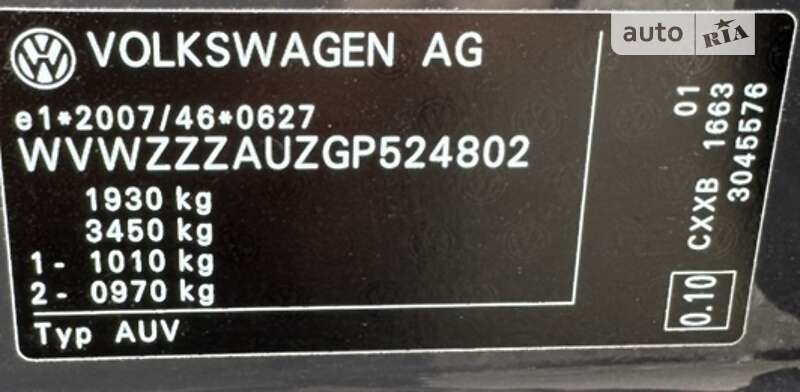 VOLKSWAGEN AG
e1*2007/46*0627
WVWZZZAUZGP524802
1930 kg
3450 kg
1- 1010 kg
2- 0970 kg
Typ AUV
01
CXXB 1663
3045576
0.10
auto RIA